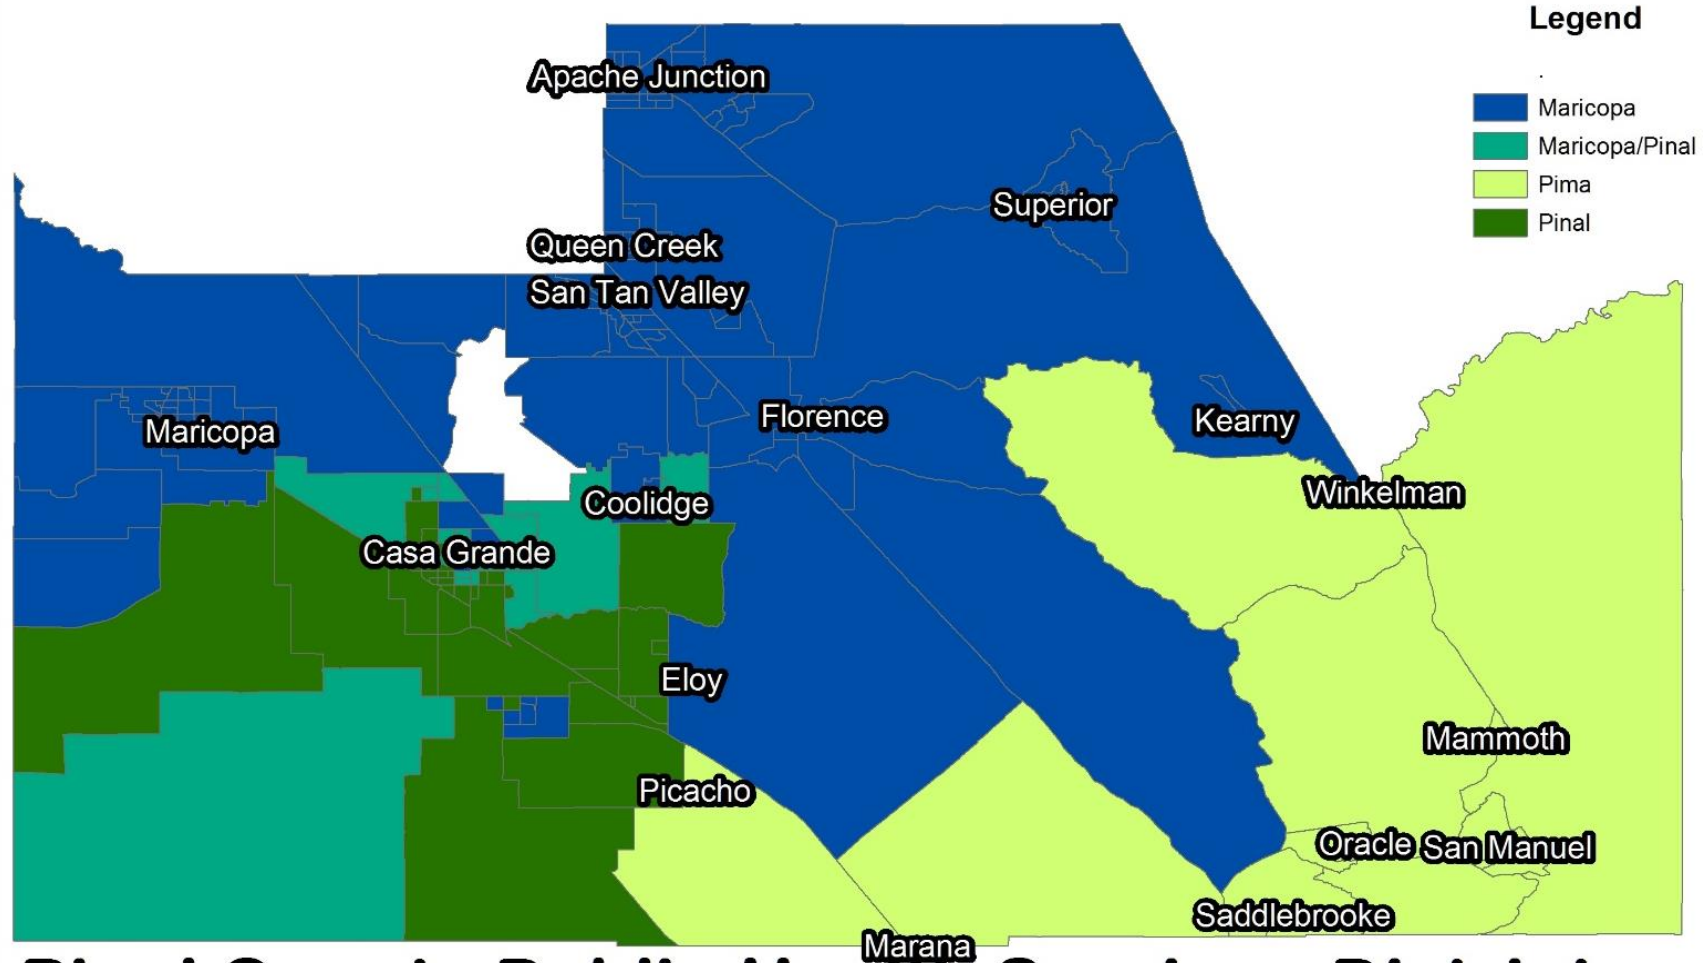 Legend
.
Maricopa
Maricopa/Pinal
Pima
Pinal
Apache Junction
Superior
Queen Creek
San Tan Valley
Florence
Kearny
Maricopa
Winkelman
Coolidge
Casa Grande
Eloy
Mammoth
Picacho
Oracle
San Manuel
Saddlebrooke
Marana